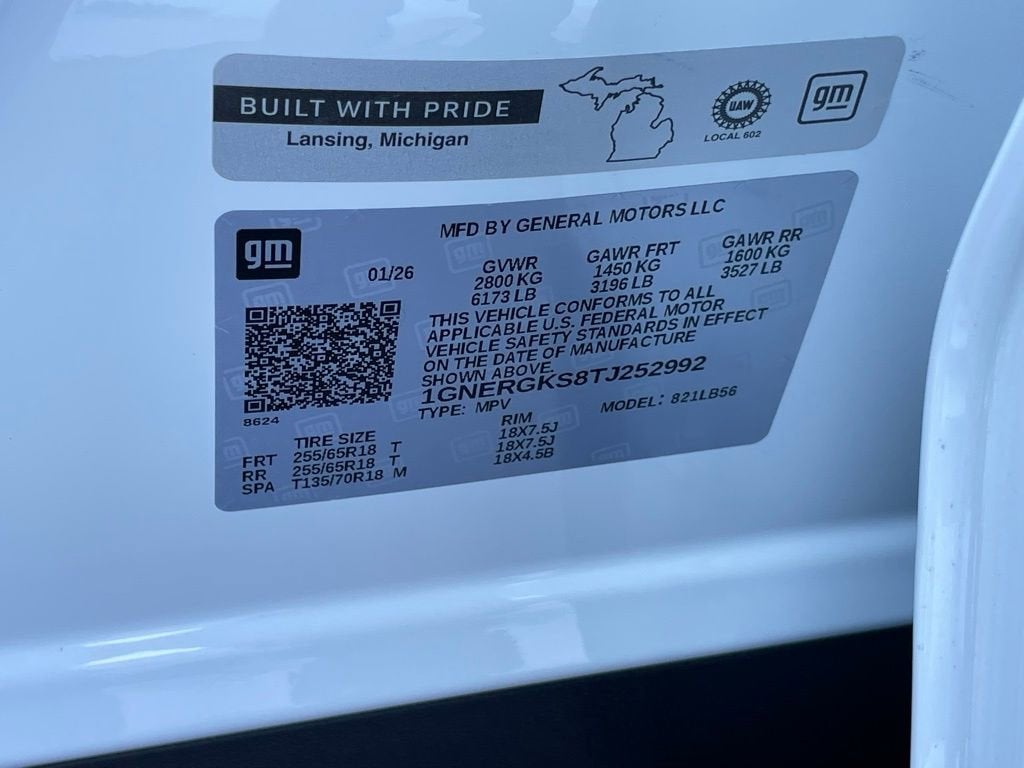 BUILT WITH PRIDE
Lansing, Michigan
UAW
LOCAL 602
gm
gm
MFD BY GENERAL MOTORS LLC
01/26
GVWR
2800 KG
6173 LB
GAWR FRT
1450 KG
3196 LB
GAWR RR
1600 KG
3527 LB
THIS VEHICLE CONFORMS TO ALL
APPLICABLE U.S. FEDERAL MOTOR
VEHICLE SAFETY STANDARDS IN EFFECT
ON THE DATE OF MANUFACTURE
SHOWN ABOVE.
1GNERGKS8TJ252992
TYPE: MPV MODEL: 821LB56
8624
TIRE SIZE RIM
FRT 255/65R18 T 18X7.5J
RR 255/65R18 T 18X7.5J
SPA T135/70R18 M 18X4.5B